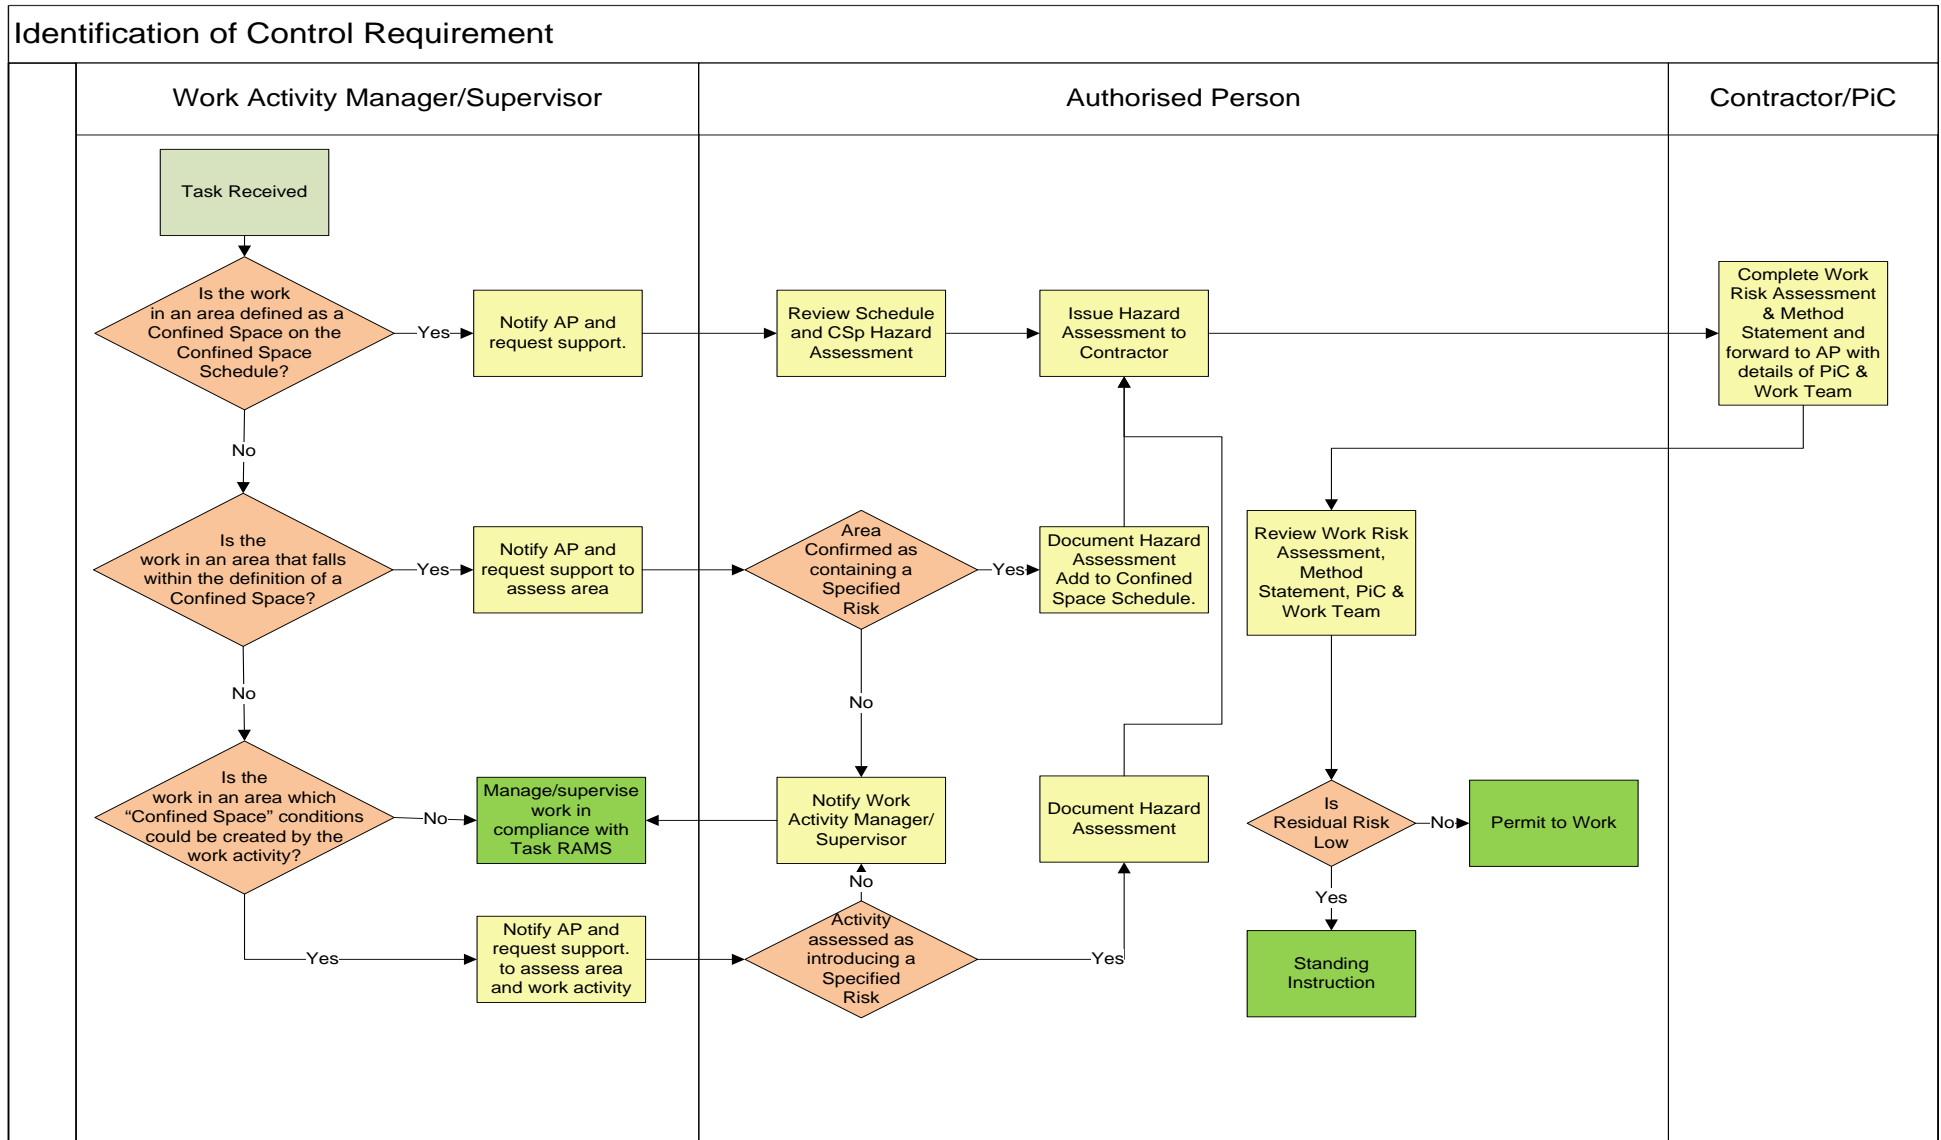 Identification of Control Requirement
Work Activity Manager/Supervisor
Authorised Person
Contractor/PiC
Task Received
Is the work
in an area defined as a
Confined Space on the
Confined Space
Schedule?
Yes
Notify AP and
request support.
Review Schedule
and CSp Hazard
Assessment
Issue Hazard
Assessment to
Contractor
Complete Work
Risk Assessment
& Method
Statement and
forward to AP with
details of PiC &
Work Team
No
Is the
work in an area that falls
within the definition of a
Confined Space?
Yes
Notify AP and
request support to
assess area
Area
Confirmed as
containing a
Specified
Risk
Yes
Document Hazard
Assessment
Add to Confined
Space Schedule.
Review Work Risk
Assessment,
Method
Statement, PiC &
Work Team
No
No
Is the
work in an area which
“Confined Space” conditions
could be created by the
work activity?
No
Manage/supervise
work in
compliance with
Task RAMS
Notify Work
Activity Manager/
Supervisor
Document Hazard
Assessment
Is
Residual Risk
Low
No
Permit to Work
No
Yes
Yes
Notify AP and
request support.
to assess area
and work activity
Activity
assessed as
introducing a
Specified
Risk
Yes
Standing
Instruction